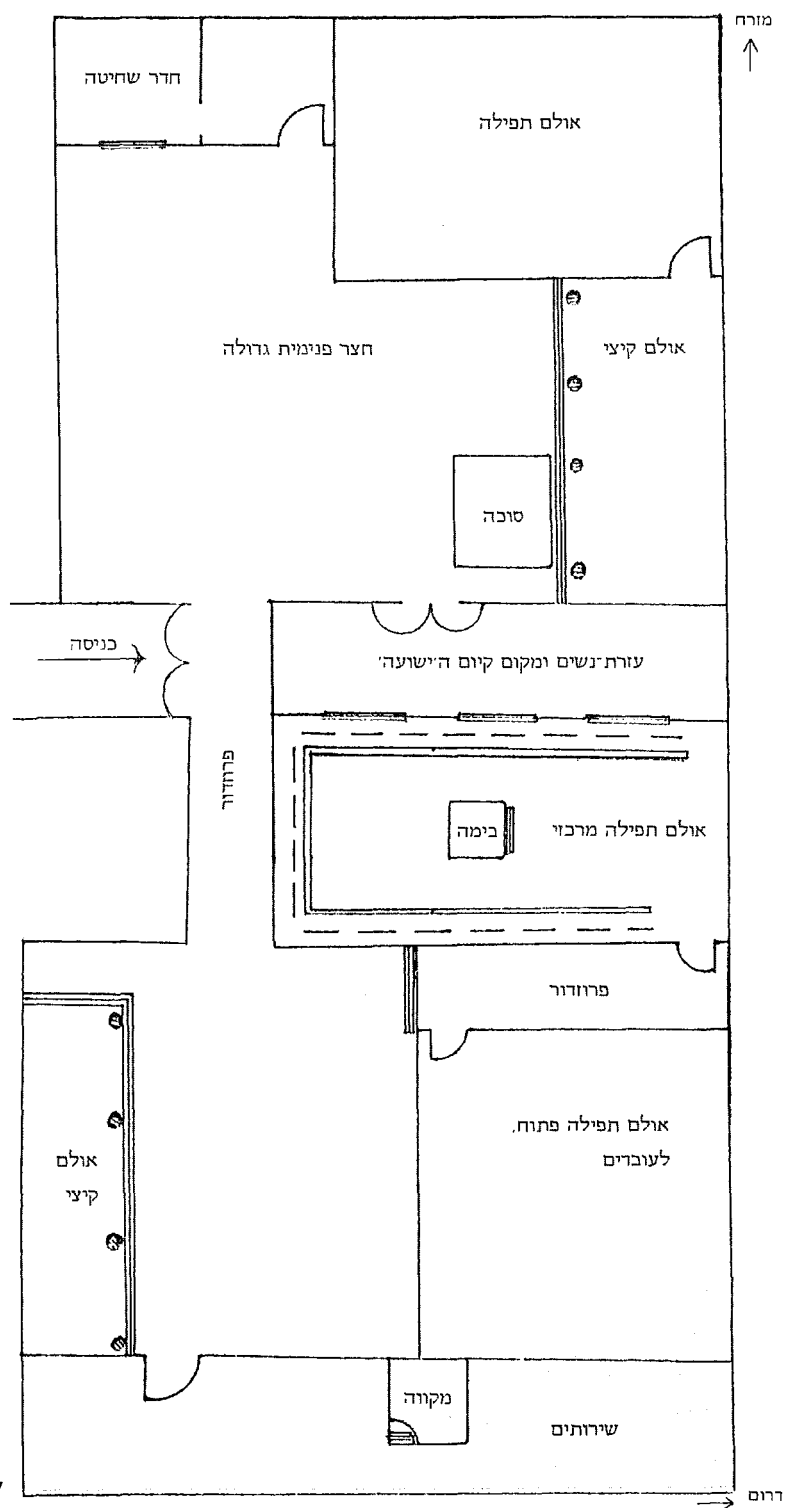 מזרח
חדר שחיטה
אולם תפילה
חצר פנימית גדולה
אולם קיצי
סוכה
כניסה
עזרת־נשים ומקום קיום ה'ישועה'
פרוזדור
בימה
אולם תפילה מרכזי
פרוזדור
אולם תפילה פתוח,
לעוברים
אולם
קיצי
מקווה
שירותים
דרום